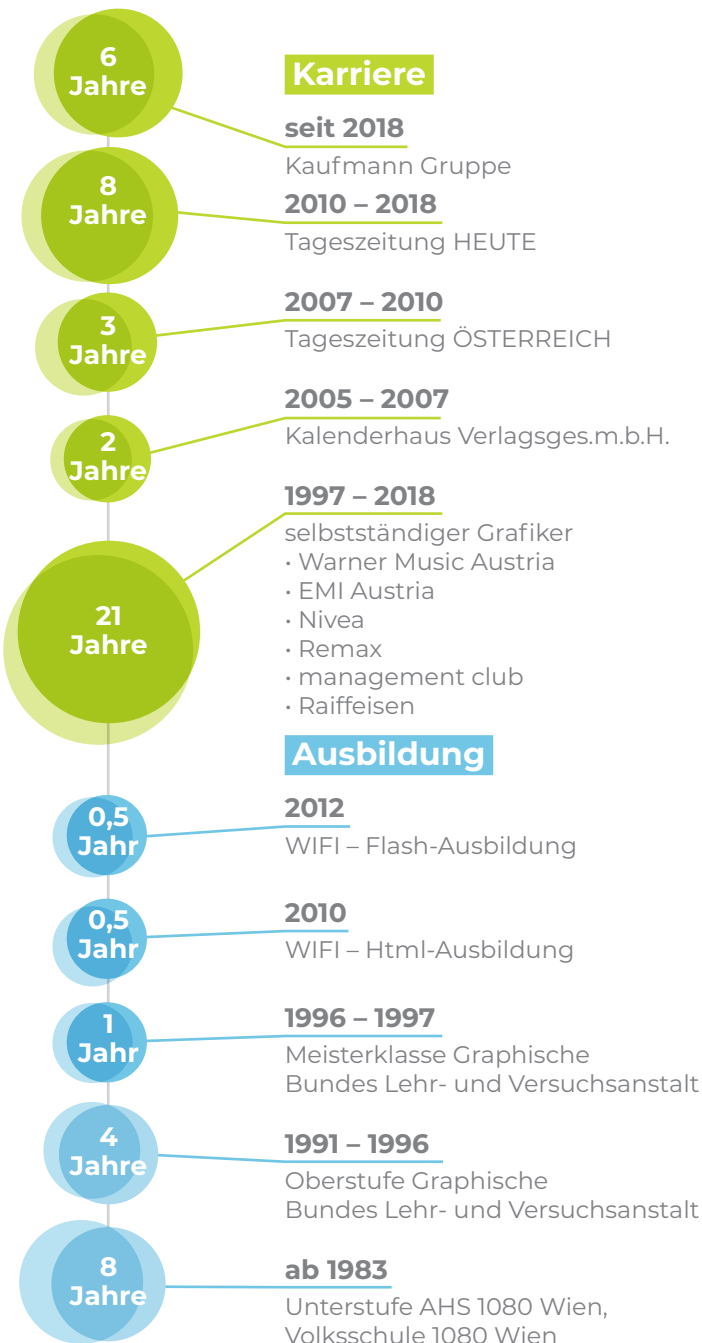 6
Jahre
Karriere
seit 2018
Kaufmann Gruppe
8
Jahre
2010 – 2018
Tageszeitung HEUTE
3
Jahre
2007 – 2010
Tageszeitung ÖSTERREICH
2
Jahre
2005 – 2007
Kalenderhaus Verlagsges.m.b.H.
21
Jahre
1997 – 2018
selbstständiger Grafiker
· Warner Music Austria
· EMI Austria
· Nivea
· Remax
· management club
· Raiffeisen
Ausbildung
0,5
Jahr
2012
WIFI – Flash-Ausbildung
0,5
Jahr
2010
WIFI – Html-Ausbildung
1
Jahr
1996 – 1997
Meisterklasse Graphische
Bundes Lehr- und Versuchsanstalt
4
Jahre
1991 – 1996
Oberstufe Graphische
Bundes Lehr- und Versuchsanstalt
8
Jahre
ab 1983
Unterstufe AHS 1080 Wien,
Volksschule 1080 Wien